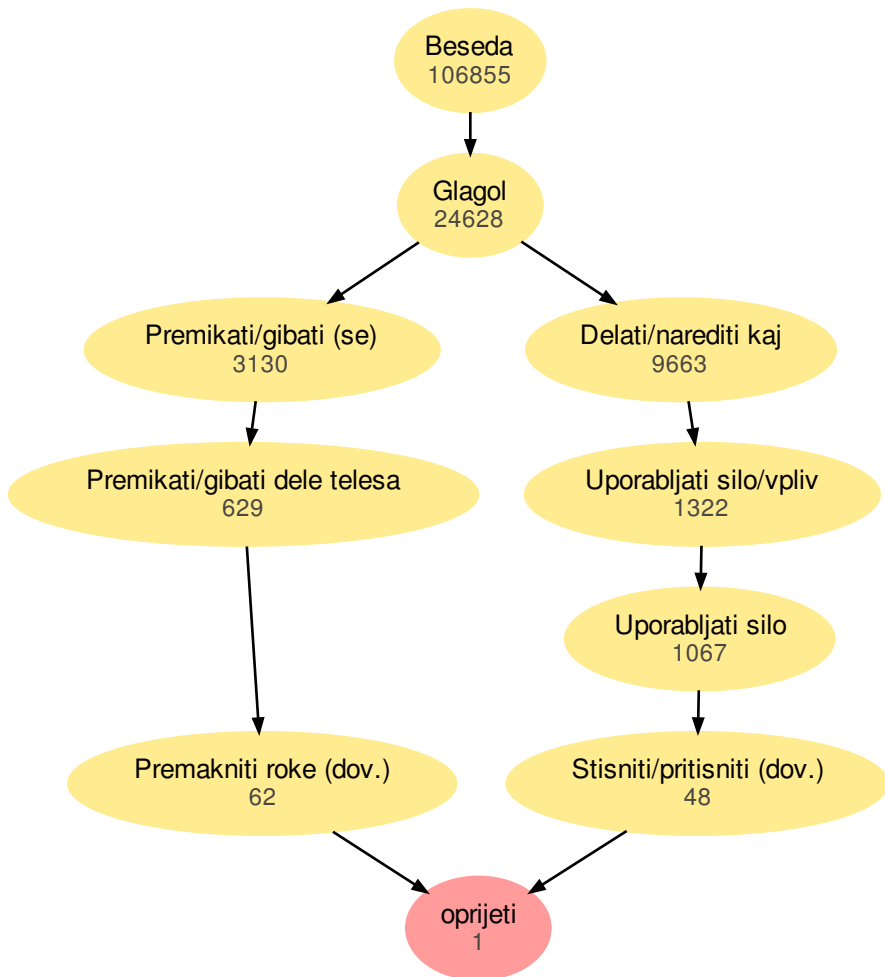 Beseda
106855
Glagol
24628
Premikati/gibati (se)
3130
Delati/narediti kaj
9663
Premikati/gibati dele telesa
629
Uporabljati silo/vpliv
1322
Uporabljati silo
1067
Premakniti roke (dov.)
62
Stisniti/pritisniti (dov.)
48
oprijeti
1